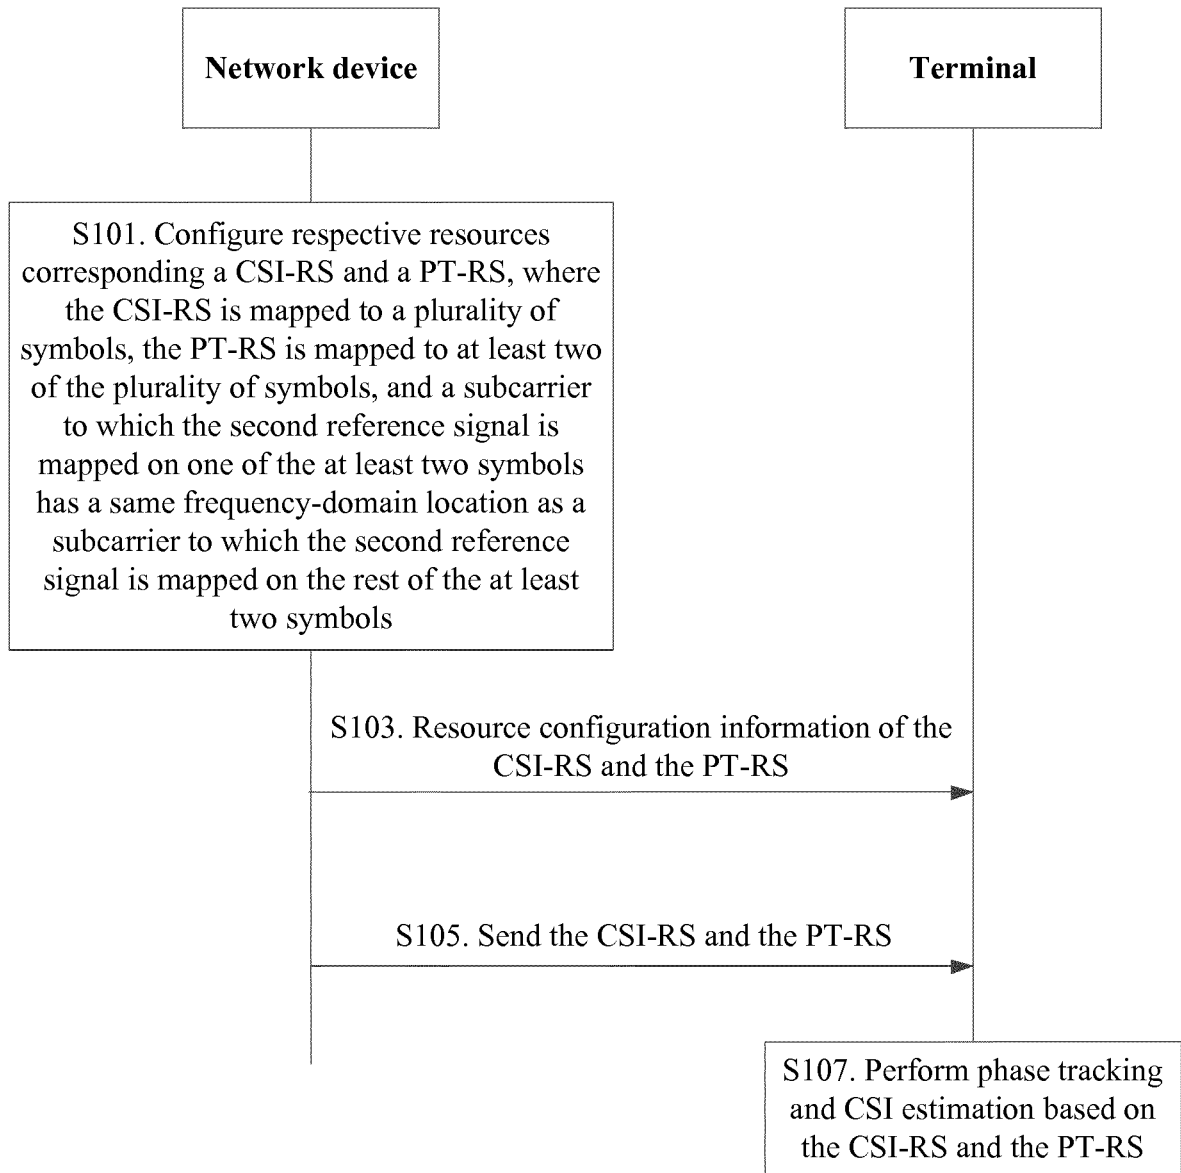 Network device
Terminal
S101. Configure respective resources
corresponding a CSI-RS and a PT-RS, where
the CSI-RS is mapped to a plurality of
symbols, the PT-RS is mapped to at least two
of the plurality of symbols, and a subcarrier
to which the second reference signal is
mapped on one of the at least two symbols
has a same frequency-domain location as a
subcarrier to which the second reference
signal is mapped on the rest of the at least
two symbols
S103. Resource configuration information of the
CSI-RS and the PT-RS
S105. Send the CSI-RS and the PT-RS
S107. Perform phase tracking
and CSI estimation based on
the CSI-RS and the PT-RS